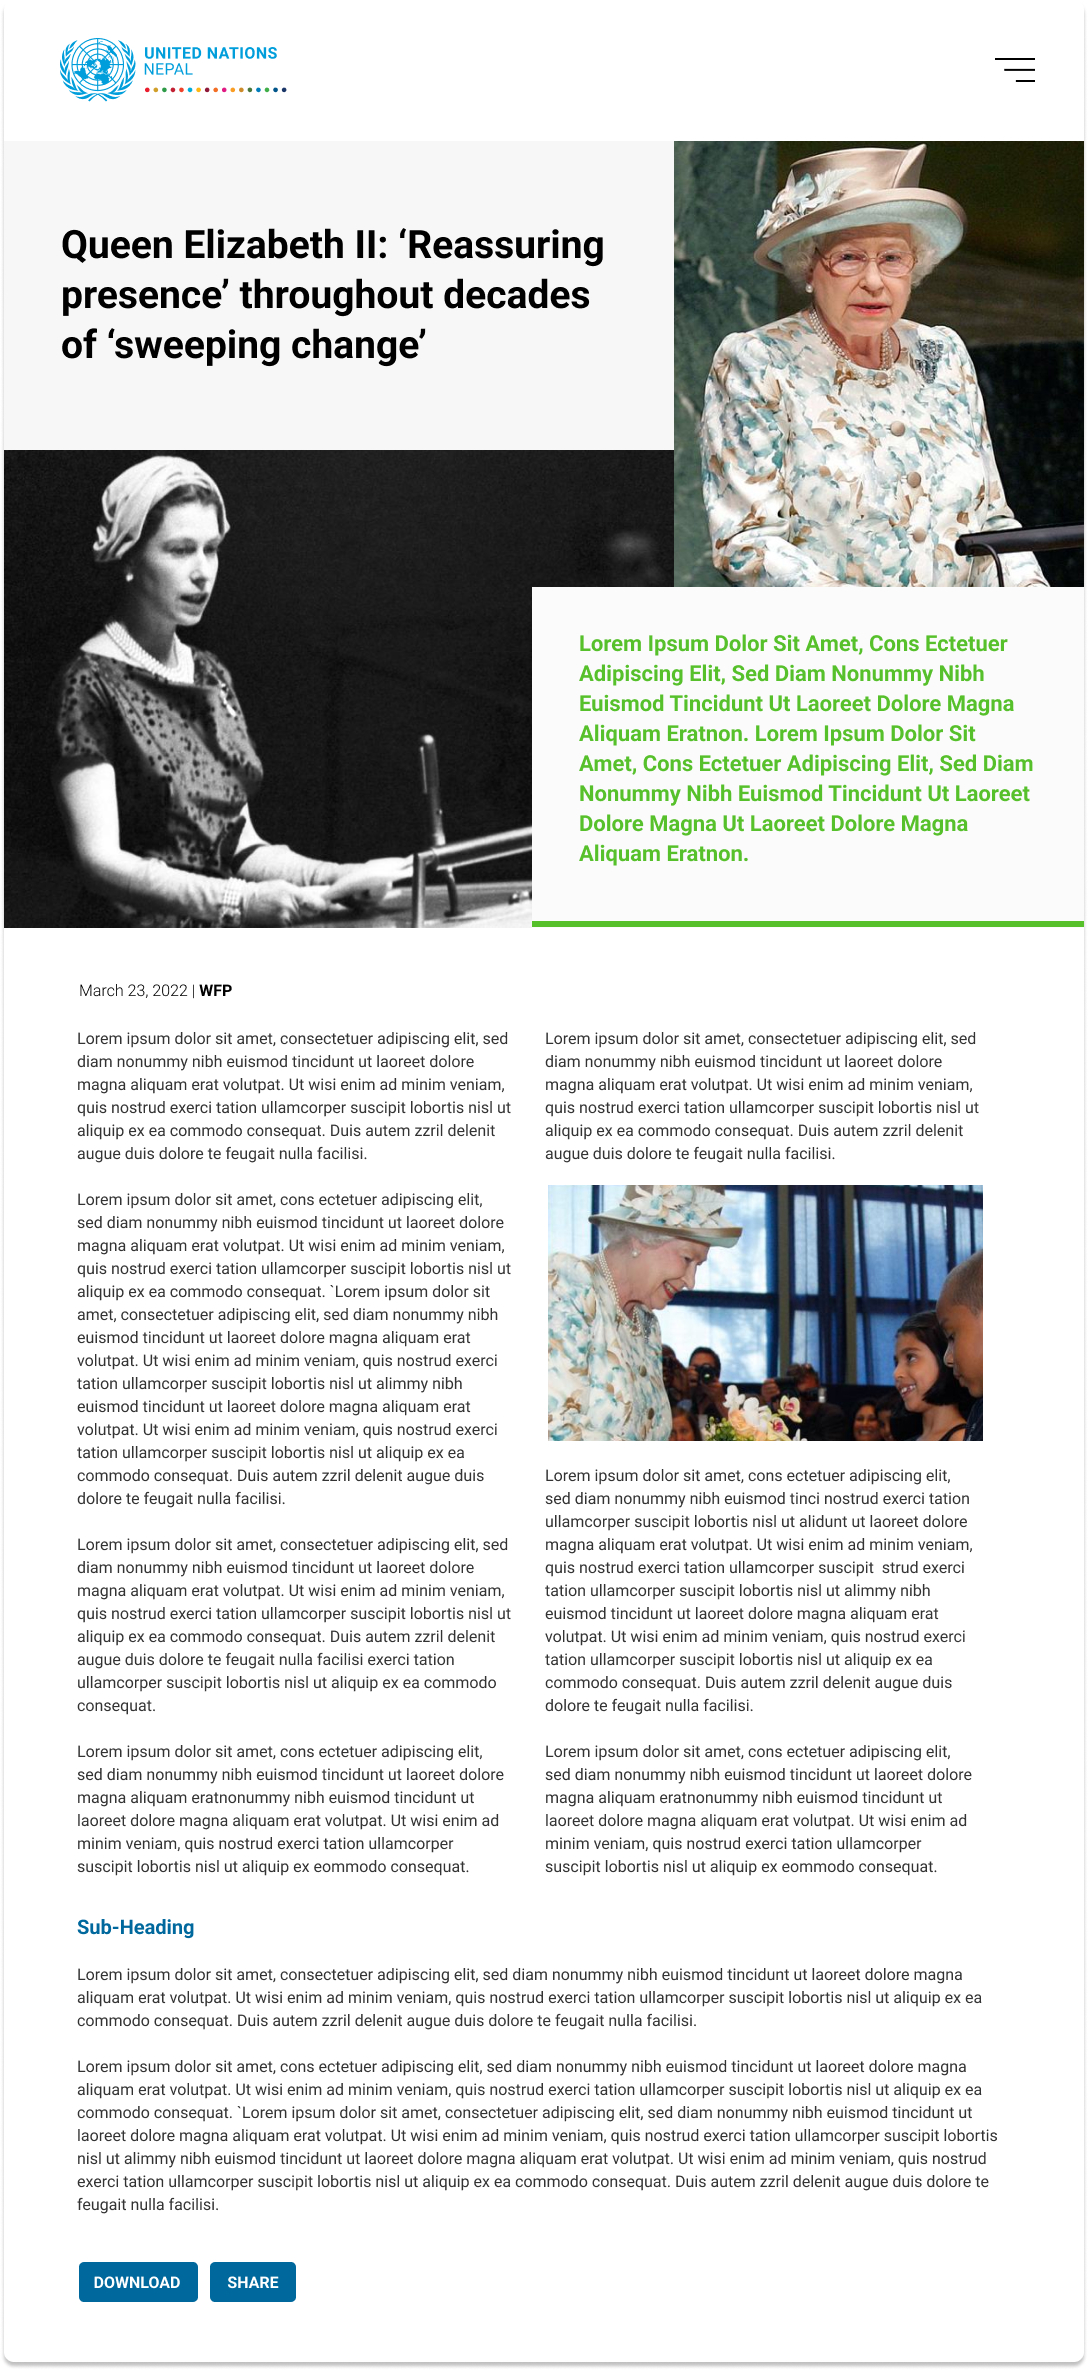 UNITED NATIONS
NEPAL
Queen Elizabeth II: ‘Reassuring
presence’ throughout decades
of ‘sweeping change’
Lorem Ipsum Dolor Sit Amet, Cons Ectetuer
Adipiscing Elit, Sed Diam Nonummy Nibh
Euismod Tincidunt Ut Laoreet Dolore Magna
Aliquam Eratnon. Lorem Ipsum Dolor Sit
Amet, Cons Ectetuer Adipiscing Elit, Sed Diam
Nonummy Nibh Euismod Tincidunt Ut Laoreet
Dolore Magna Ut Laoreet Dolore Magna
Aliquam Eratnon.
March 23, 2022 | WFP
Lorem ipsum dolor sit amet, consectetuer adipiscing elit, sed
diam nonummy nibh euismod tincidunt ut laoreet dolore
magna aliquam erat volutpat. Ut wisi enim ad minim veniam,
quis nostrud exerci tation ullamcorper suscipit lobortis nisl ut
aliquip ex ea commodo consequat. Duis autem zzril delenit
augue duis dolore te feugait nulla facilisi.
Lorem ipsum dolor sit amet, cons ectetuer adipiscing elit,
sed diam nonummy nibh euismod tincidunt ut laoreet dolore
magna aliquam erat volutpat. Ut wisi enim ad minim veniam,
quis nostrud exerci tation ullamcorper suscipit lobortis nisl ut
aliquip ex ea commodo consequat. `Lorem ipsum dolor sit
amet, consectetuer adipiscing elit, sed diam nonummy nibh
euismod tincidunt ut laoreet dolore magna aliquam erat
volutpat. Ut wisi enim ad minim veniam, quis nostrud exerci
tation ullamcorper suscipit lobortis nisl ut alimmy nibh
euismod tincidunt ut laoreet dolore magna aliquam erat
volutpat. Ut wisi enim ad minim veniam, quis nostrud exerci
tation ullamcorper suscipit lobortis nisl ut aliquip ex ea
commodo consequat. Duis autem zzril delenit augue duis
dolore te feugait nulla facilisi.
Lorem ipsum dolor sit amet, consectetuer adipiscing elit, sed
diam nonummy nibh euismod tincidunt ut laoreet dolore
magna aliquam erat volutpat. Ut wisi enim ad minim veniam,
quis nostrud exerci tation ullamcorper suscipit lobortis nisl ut
aliquip ex ea commodo consequat. Duis autem zzril delenit
augue duis dolore te feugait nulla facilisi exerci tation
ullamcorper suscipit lobortis nisl ut aliquip ex ea commodo
consequat.
Lorem ipsum dolor sit amet, cons ectetuer adipiscing elit,
sed diam nonummy nibh euismod tincidunt ut laoreet dolore
magna aliquam eratnonummy nibh euismod tincidunt ut
laoreet dolore magna aliquam erat volutpat. Ut wisi enim ad
minim veniam, quis nostrud exerci tation ullamcorper
suscipit lobortis nisl ut aliquip ex eommodo consequat.
Lorem ipsum dolor sit amet, consectetuer adipiscing elit, sed
diam nonummy nibh euismod tincidunt ut laoreet dolore
magna aliquam erat volutpat. Ut wisi enim ad minim veniam,
quis nostrud exerci tation ullamcorper suscipit lobortis nisl ut
aliquip ex ea commodo consequat. Duis autem zzril delenit
augue duis dolore te feugait nulla facilisi.
Lorem ipsum dolor sit amet, cons ectetuer adipiscing elit,
sed diam nonummy nibh euismod tinci nostrud exerci tation
ullamcorper suscipit lobortis nisl ut alidunt ut laoreet dolore
magna aliquam erat volutpat. Ut wisi enim ad minim veniam,
quis nostrud exerci tation ullamcorper suscipit  strud exerci
tation ullamcorper suscipit lobortis nisl ut alimmy nibh
euismod tincidunt ut laoreet dolore magna aliquam erat
volutpat. Ut wisi enim ad minim veniam, quis nostrud exerci
tation ullamcorper suscipit lobortis nisl ut aliquip ex ea
commodo consequat. Duis autem zzril delenit augue duis
dolore te feugait nulla facilisi.
Lorem ipsum dolor sit amet, cons ectetuer adipiscing elit,
sed diam nonummy nibh euismod tincidunt ut laoreet dolore
magna aliquam eratnonummy nibh euismod tincidunt ut
laoreet dolore magna aliquam erat volutpat. Ut wisi enim ad
minim veniam, quis nostrud exerci tation ullamcorper
suscipit lobortis nisl ut aliquip ex eommodo consequat.
Sub-Heading
Lorem ipsum dolor sit amet, consectetuer adipiscing elit, sed diam nonummy nibh euismod tincidunt ut laoreet dolore magna
aliquam erat volutpat. Ut wisi enim ad minim veniam, quis nostrud exerci tation ullamcorper suscipit lobortis nisl ut aliquip ex ea
commodo consequat. Duis autem zzril delenit augue duis dolore te feugait nulla facilisi.
Lorem ipsum dolor sit amet, cons ectetuer adipiscing elit, sed diam nonummy nibh euismod tincidunt ut laoreet dolore magna
aliquam erat volutpat. Ut wisi enim ad minim veniam, quis nostrud exerci tation ullamcorper suscipit lobortis nisl ut aliquip ex ea
commodo consequat. `Lorem ipsum dolor sit amet, consectetuer adipiscing elit, sed diam nonummy nibh euismod tincidunt ut
laoreet dolore magna aliquam erat volutpat. Ut wisi enim ad minim veniam, quis nostrud exerci tation ullamcorper suscipit lobortis
nisl ut alimmy nibh euismod tincidunt ut laoreet dolore magna aliquam erat volutpat. Ut wisi enim ad minim veniam, quis nostrud
exerci tation ullamcorper suscipit lobortis nisl ut aliquip ex ea commodo consequat. Duis autem zzril delenit augue duis dolore te
feugait nulla facilisi.
DOWNLOAD
SHARE